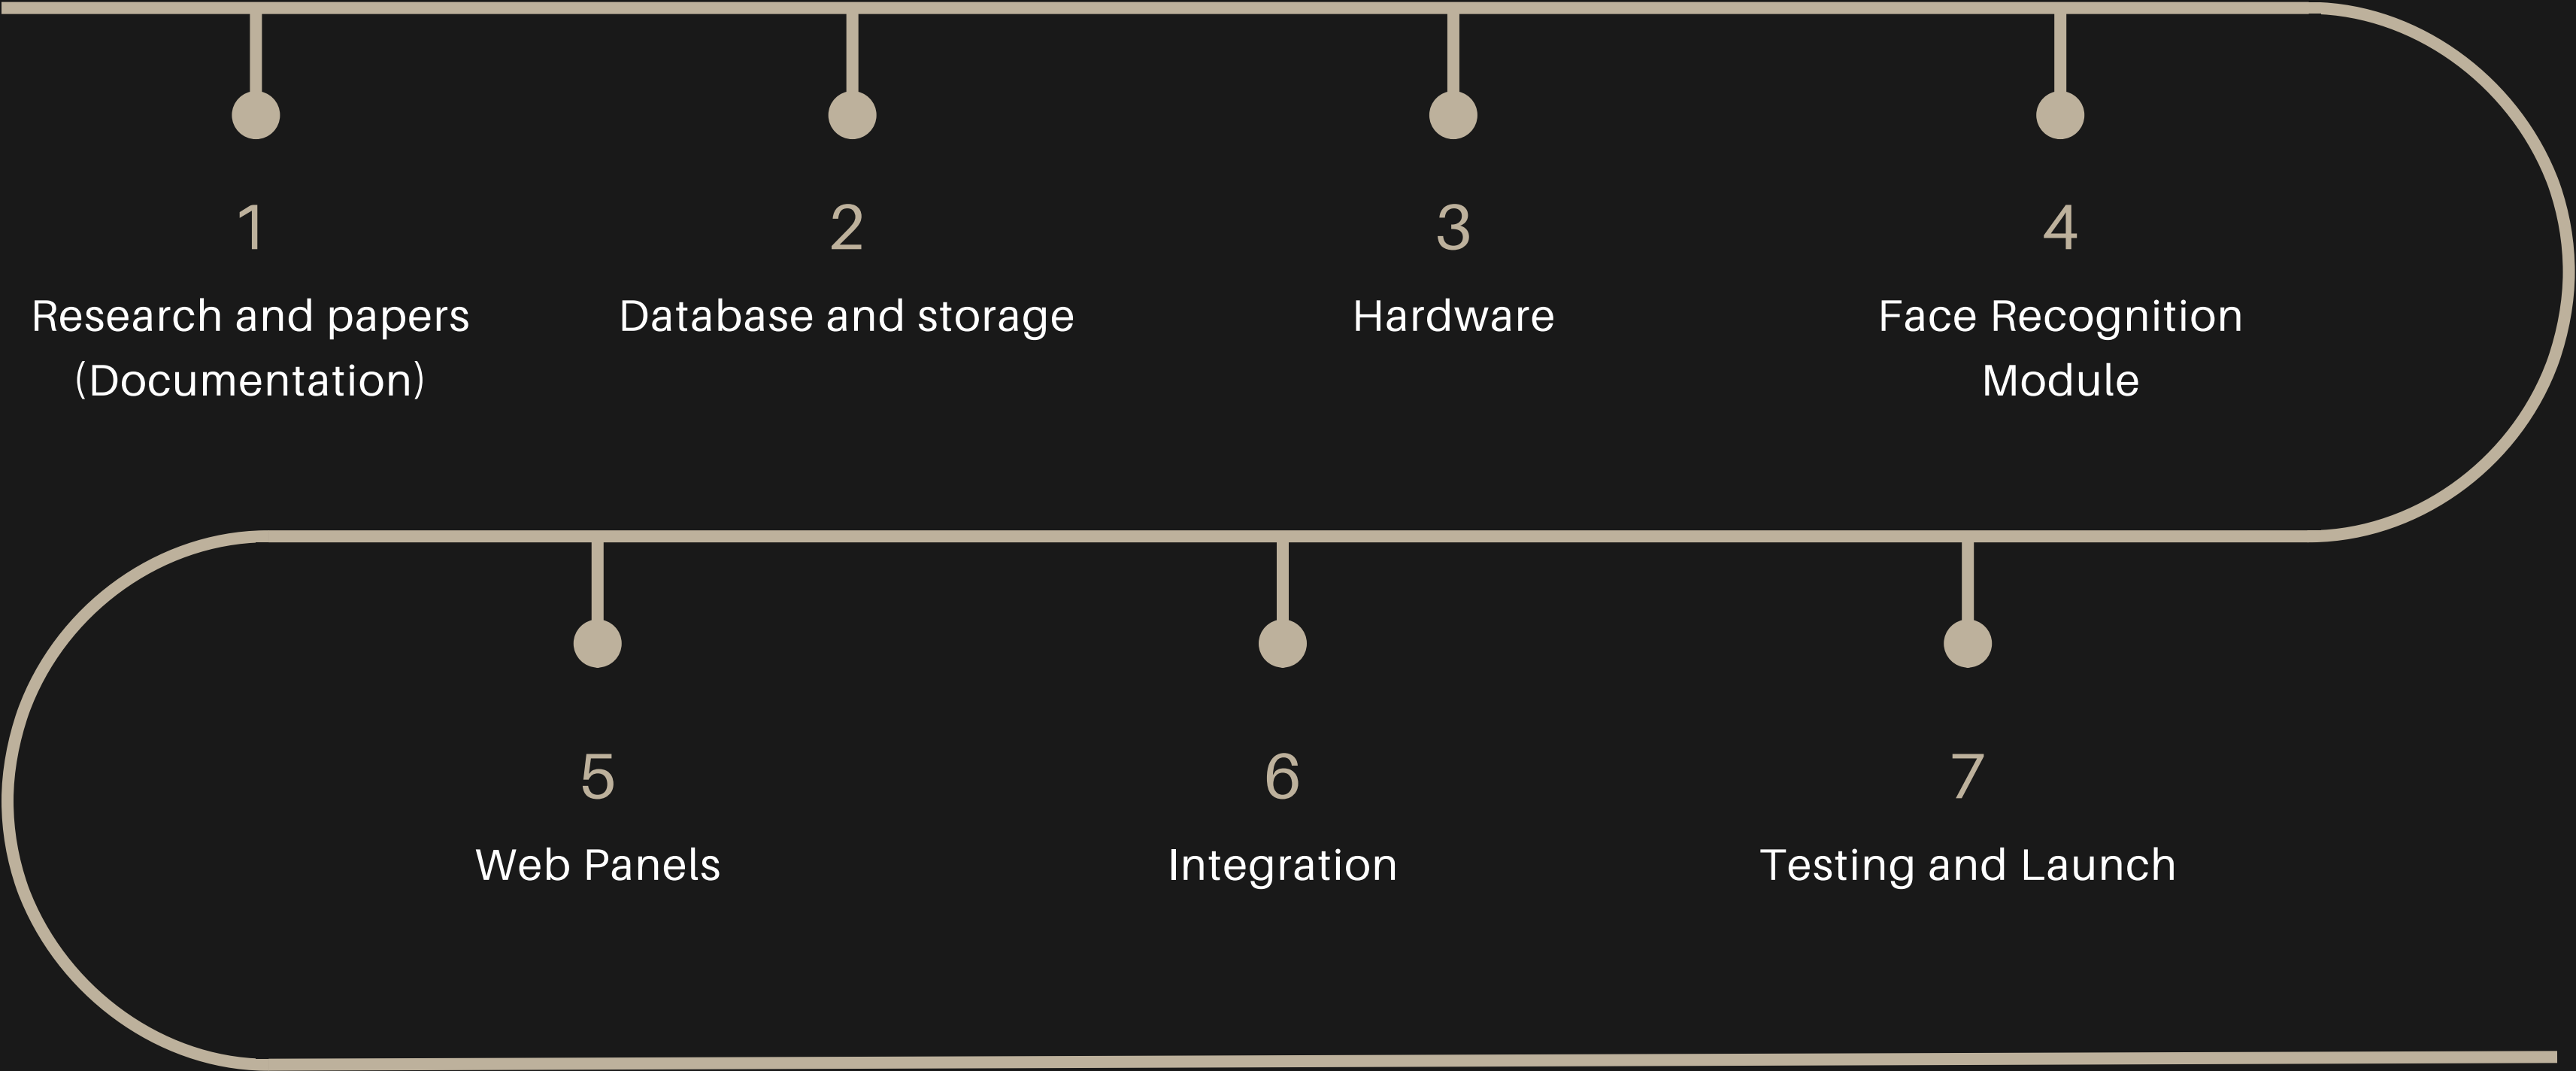 1
Research and papers
(Documentation)
2
Database and storage
3
Hardware
4
Face Recognition
Module
5
Web Panels
6
Integration
7
Testing and Launch